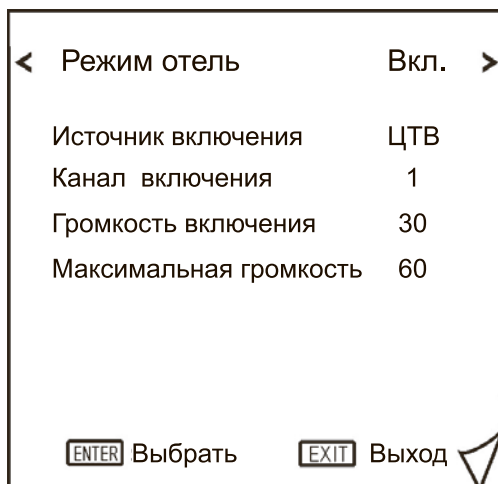 < Режим отель Вкл. >
Источник включения ЦТВ
Канал включения 1
Громкость включения 30
Максимальная громкость 60
ENTER Выбрать EXIT Выход